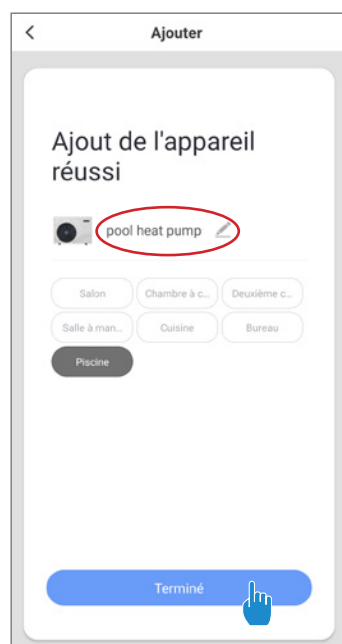 Ajouter
Ajout de l'appareil
réussi
pool heat pump
Salon
Chambre à c...
Deuxième c...
Salle à man...
Cuisine
Bureau
Piscine
Terminé